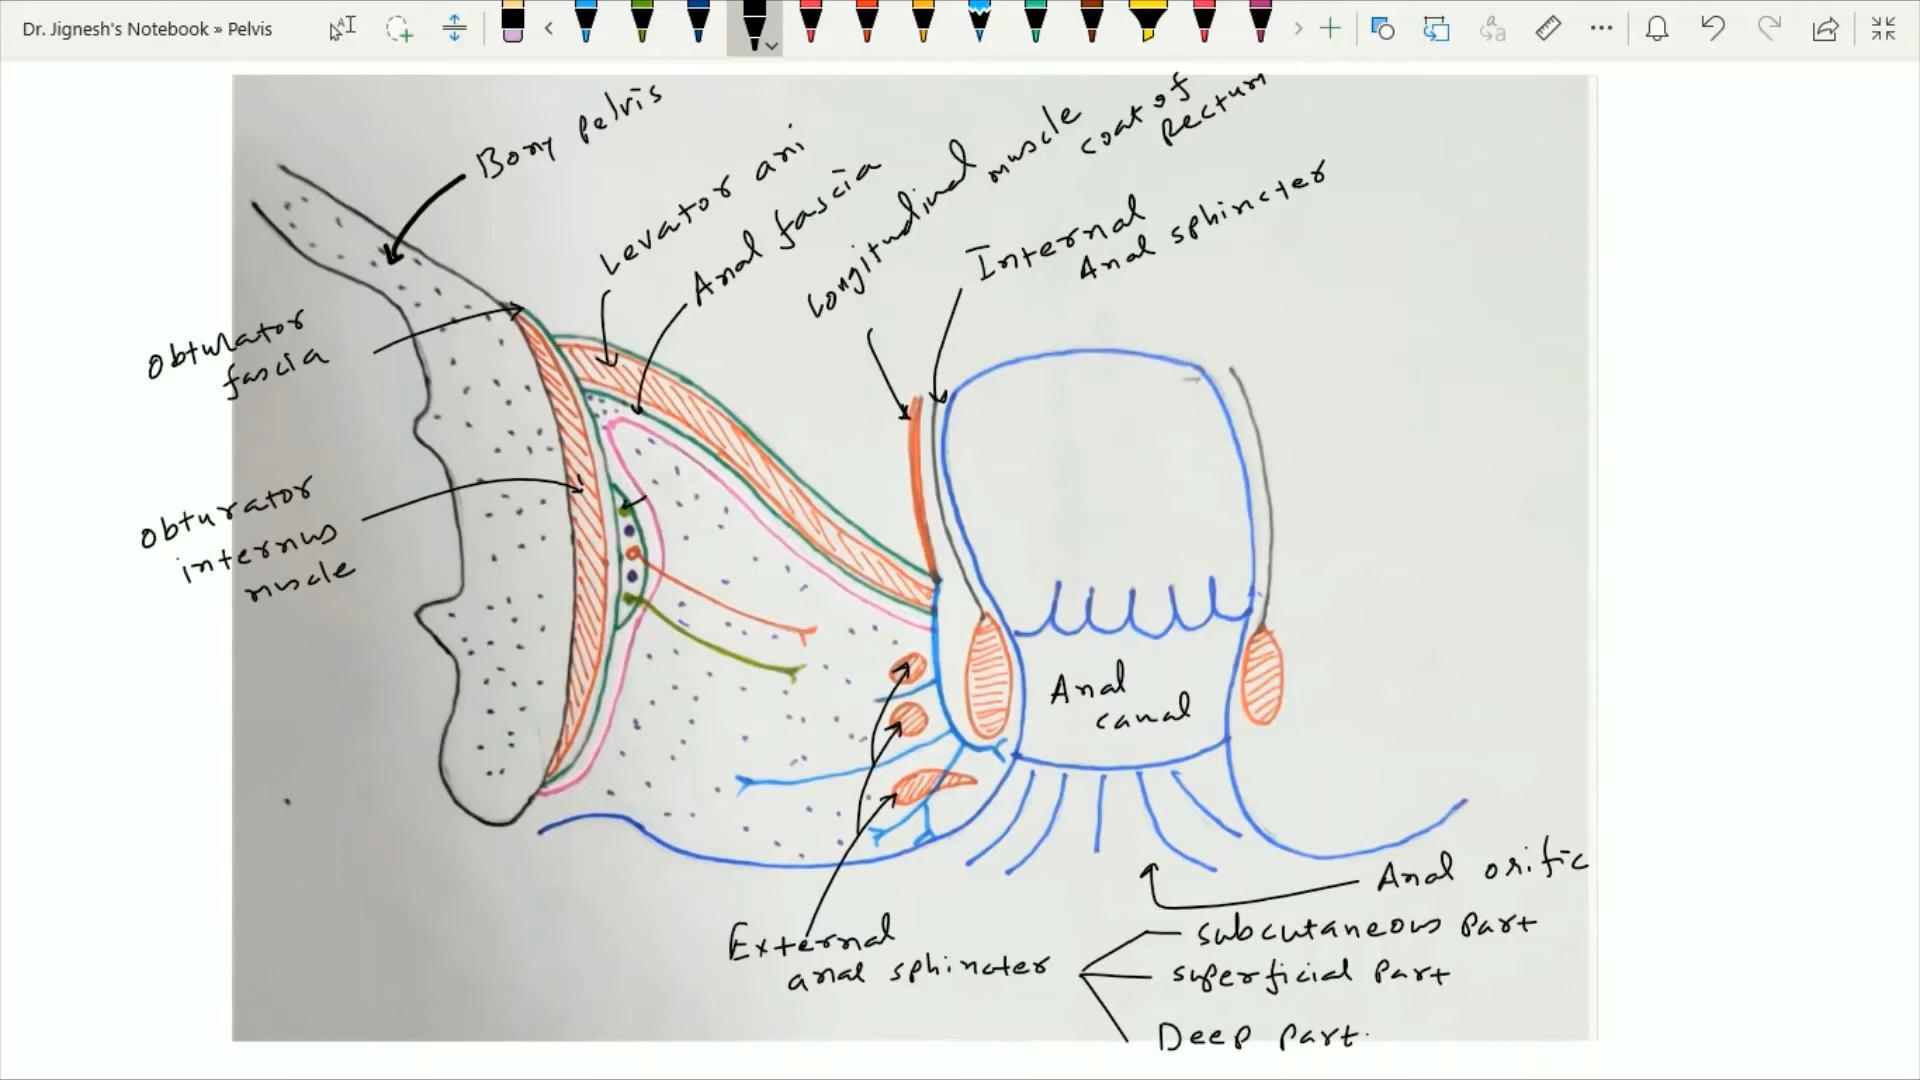 Dr. Jignesh's Notebook » Pelvis
Bony pelvis
Levator ani
Anal fascia
Longitudinal muscle
coat of
Rectum
Internal
Anal sphincter
Obturator
fascia
Obturator
internus
muscle
Anal
canal
Anal orific
External
anal sphincter
subcutaneous part
superficial part
Deep part.